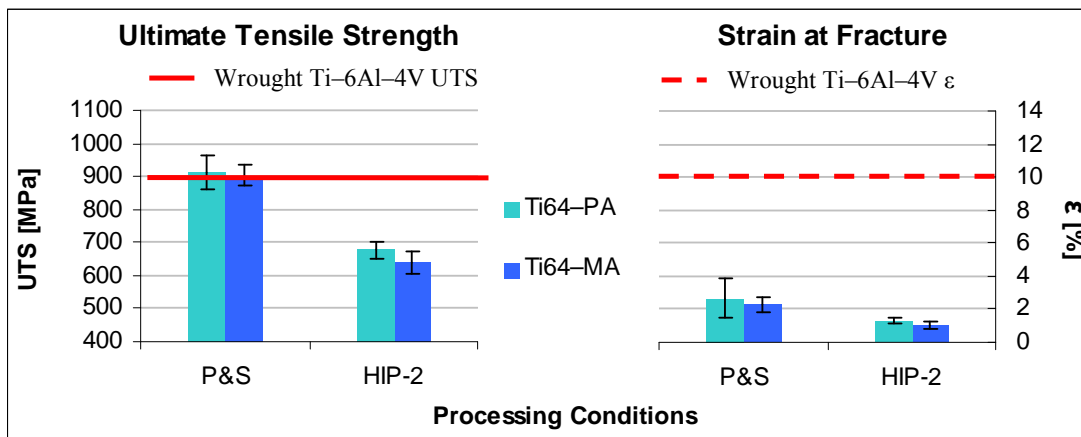 Ultimate Tensile Strength
Wrought Ti–6Al–4V UTS
UTS [MPa]
1100
1000
900
800
700
600
500
400
P&S
HIP-2
Ti64–PA
Ti64–MA
Strain at Fracture
Wrought Ti–6Al–4V ε
14
12
10
8
6
4
2
0
ε
[%]
P&S
HIP-2
Processing Conditions